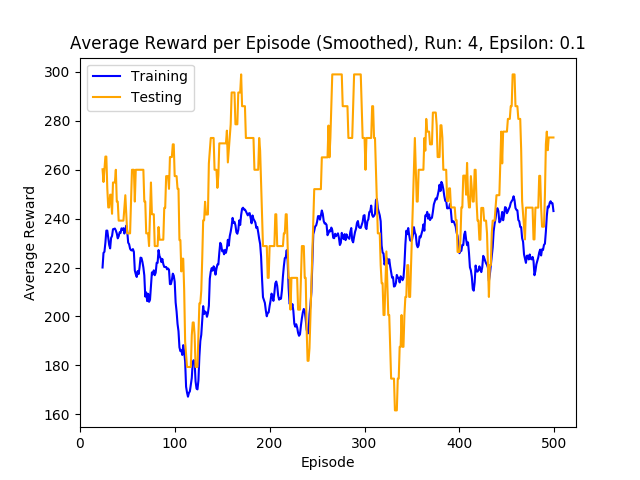 Average Reward per Episode (Smoothed), Run: 4, Epsilon: 0.1
Training
Testing
300
280
260
240
220
200
180
160
Average Reward
0 100 200 300 400 500
Episode